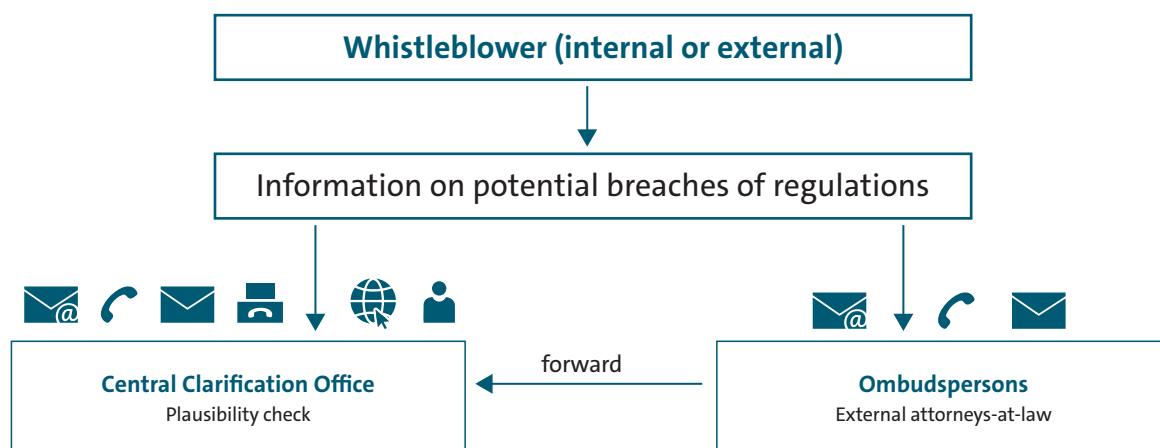 Whistleblower (internal or external)
Information on potential breaches of regulations
@
@
forward
Central Clarification Office
Plausibility check
Ombudspersons
External attorneys-at-law